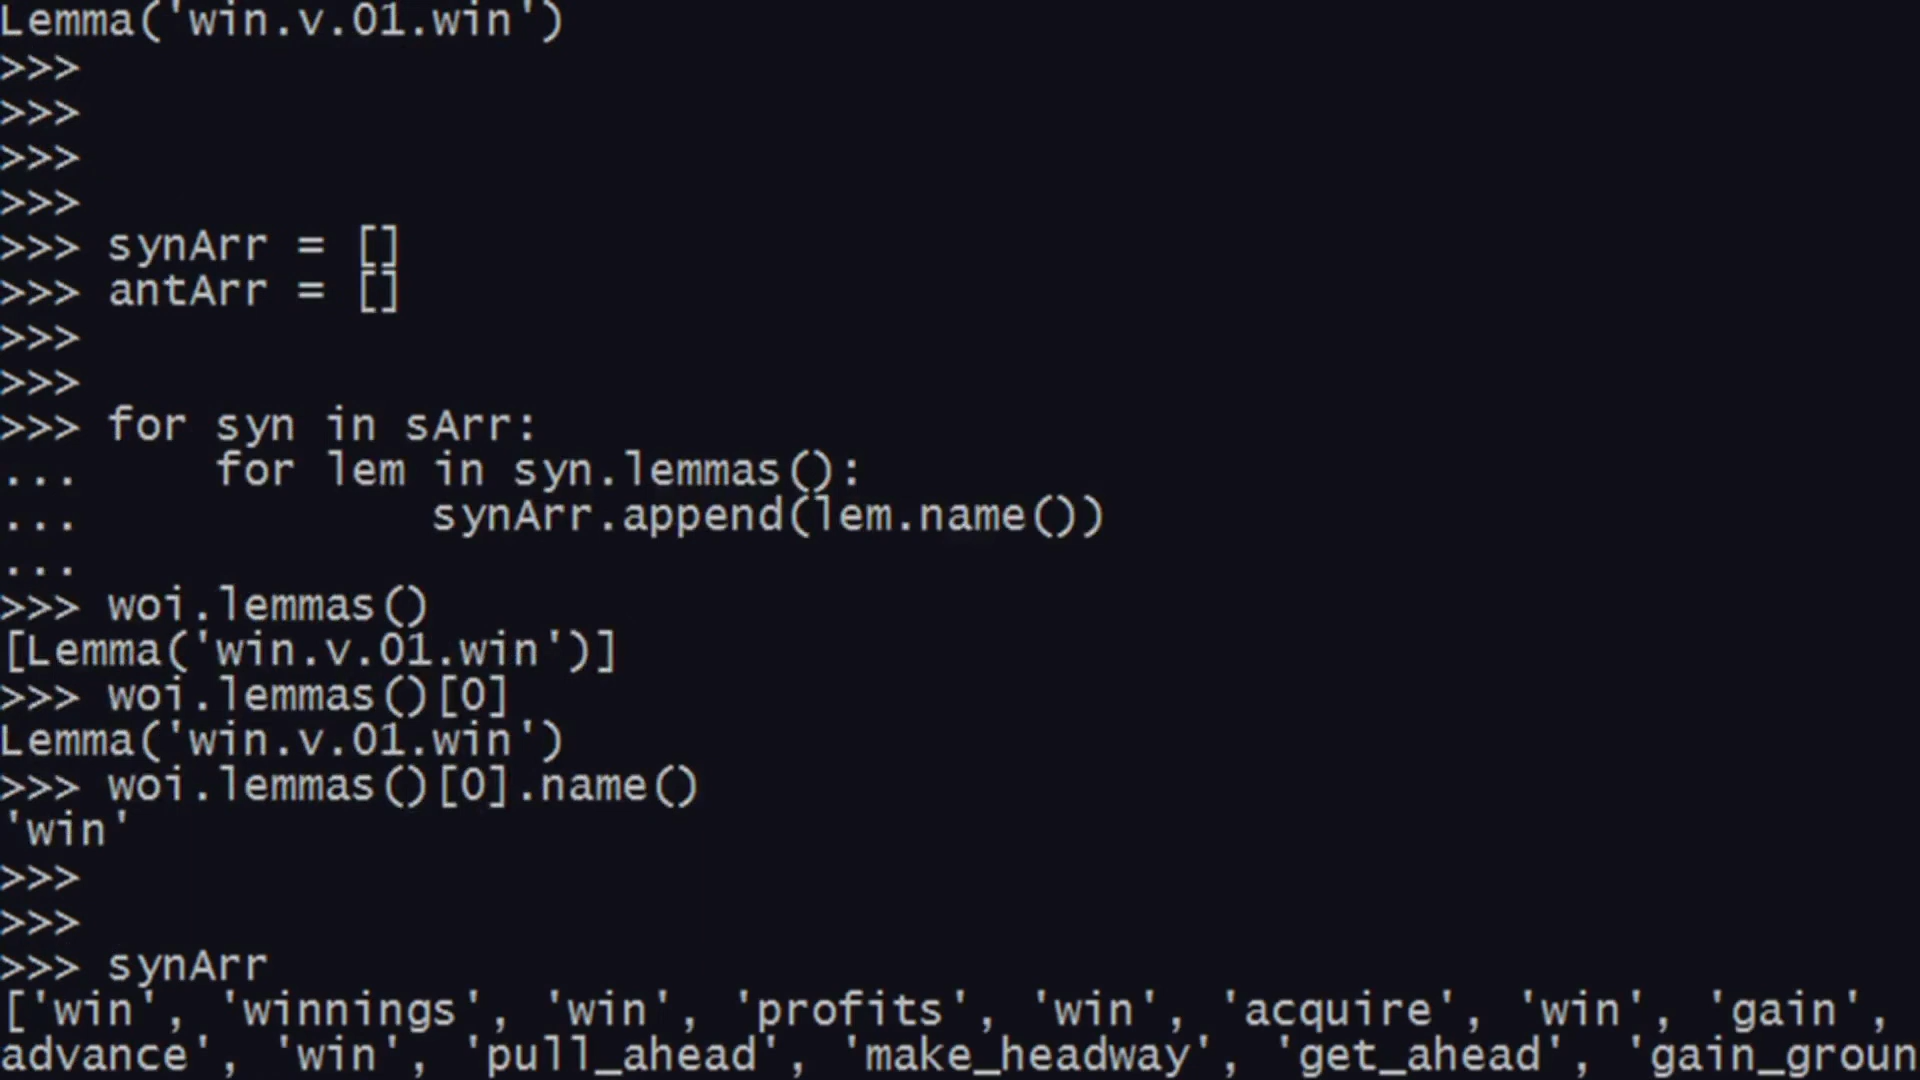 Lemma('win.v.01.win')
>>>
>>>
>>>
>>>
>>> synArr = []
>>> antArr = []
>>>
>>>
>>> for syn in sArr:
...     for lem in syn.lemmas():
...             synArr.append(lem.name())
...
>>> woi.lemmas()
[Lemma('win.v.01.win')]
>>> woi.lemmas()[0]
Lemma('win.v.01.win')
>>> woi.lemmas()[0].name()
'win'
>>>
>>>
>>> synArr
['win', 'winnings', 'win', 'profits', 'win', 'acquire', 'win', 'gain',
advance', 'win', 'pull_ahead', 'make_headway', 'get_ahead', 'gain_groun